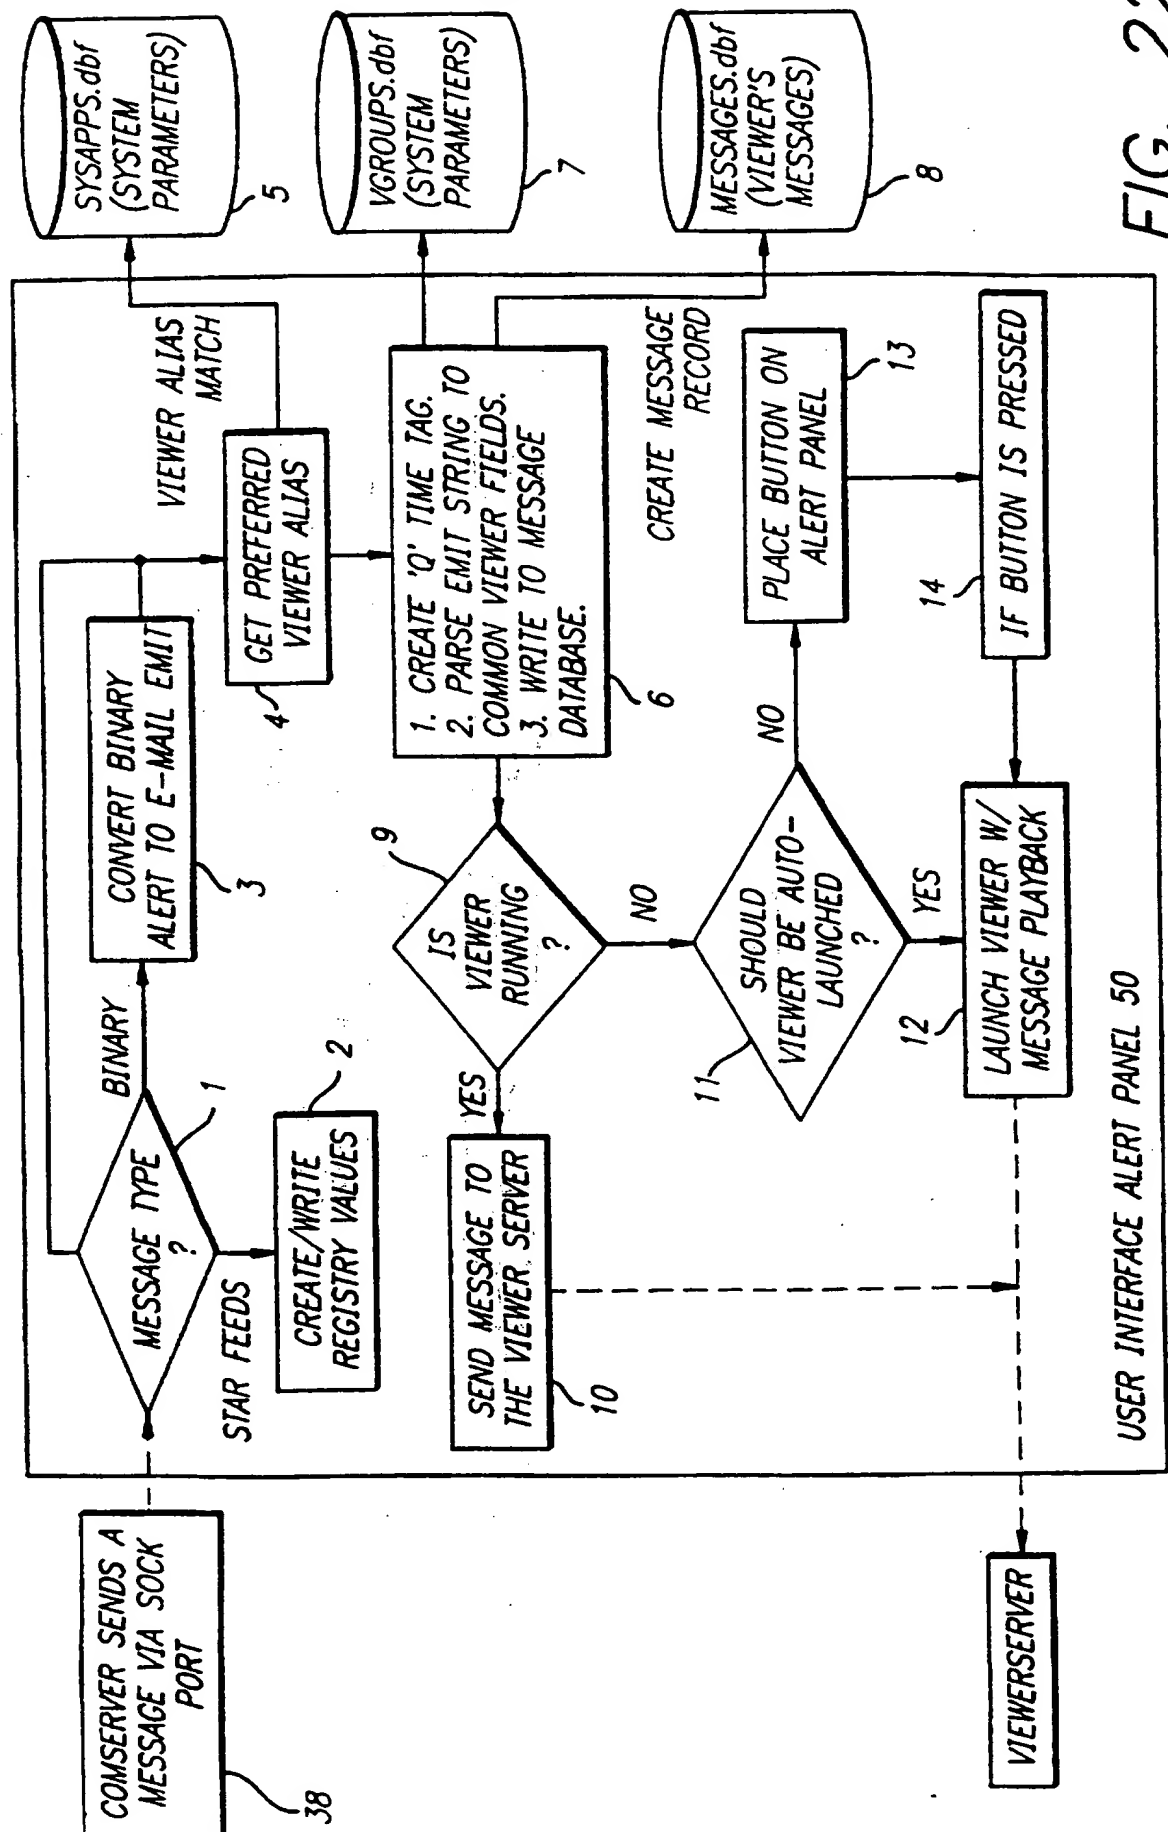 COMSERVER SENDS A
MESSAGE VIA SOCK
PORT
38
MESSAGE TYPE
?
1
BINARY
STAR FEEDS
CREATE/WRITE
REGISTRY VALUES
2
CONVERT BINARY
ALERT TO E-MAIL EMIT
3
GET PREFERRED
VIEWER ALIAS
4
VIEWER ALIAS
MATCH
SYSAPPS.dbf
(SYSTEM
PARAMETERS)
5
1. CREATE 'Q' TIME TAG.
2. PARSE EMIT STRING TO
COMMON VIEWER FIELDS.
3. WRITE TO MESSAGE
DATABASE.
6
VGROUPS.dbf
(SYSTEM
PARAMETERS)
7
CREATE MESSAGE
RECORD
MESSAGES.dbf
(VIEWER'S
MESSAGES)
8
IS
VIEWER
RUNNING
?
9
YES
NO
SEND MESSAGE TO
THE VIEWER SERVER
10
SHOULD
VIEWER BE AUTO-
LAUNCHED
?
11
NO
YES
PLACE BUTTON ON
ALERT PANEL
13
IF BUTTON IS PRESSED
14
LAUNCH VIEWER W/
MESSAGE PLAYBACK
12
VIEWERSERVER
USER INTERFACE ALERT PANEL 50
FIG.